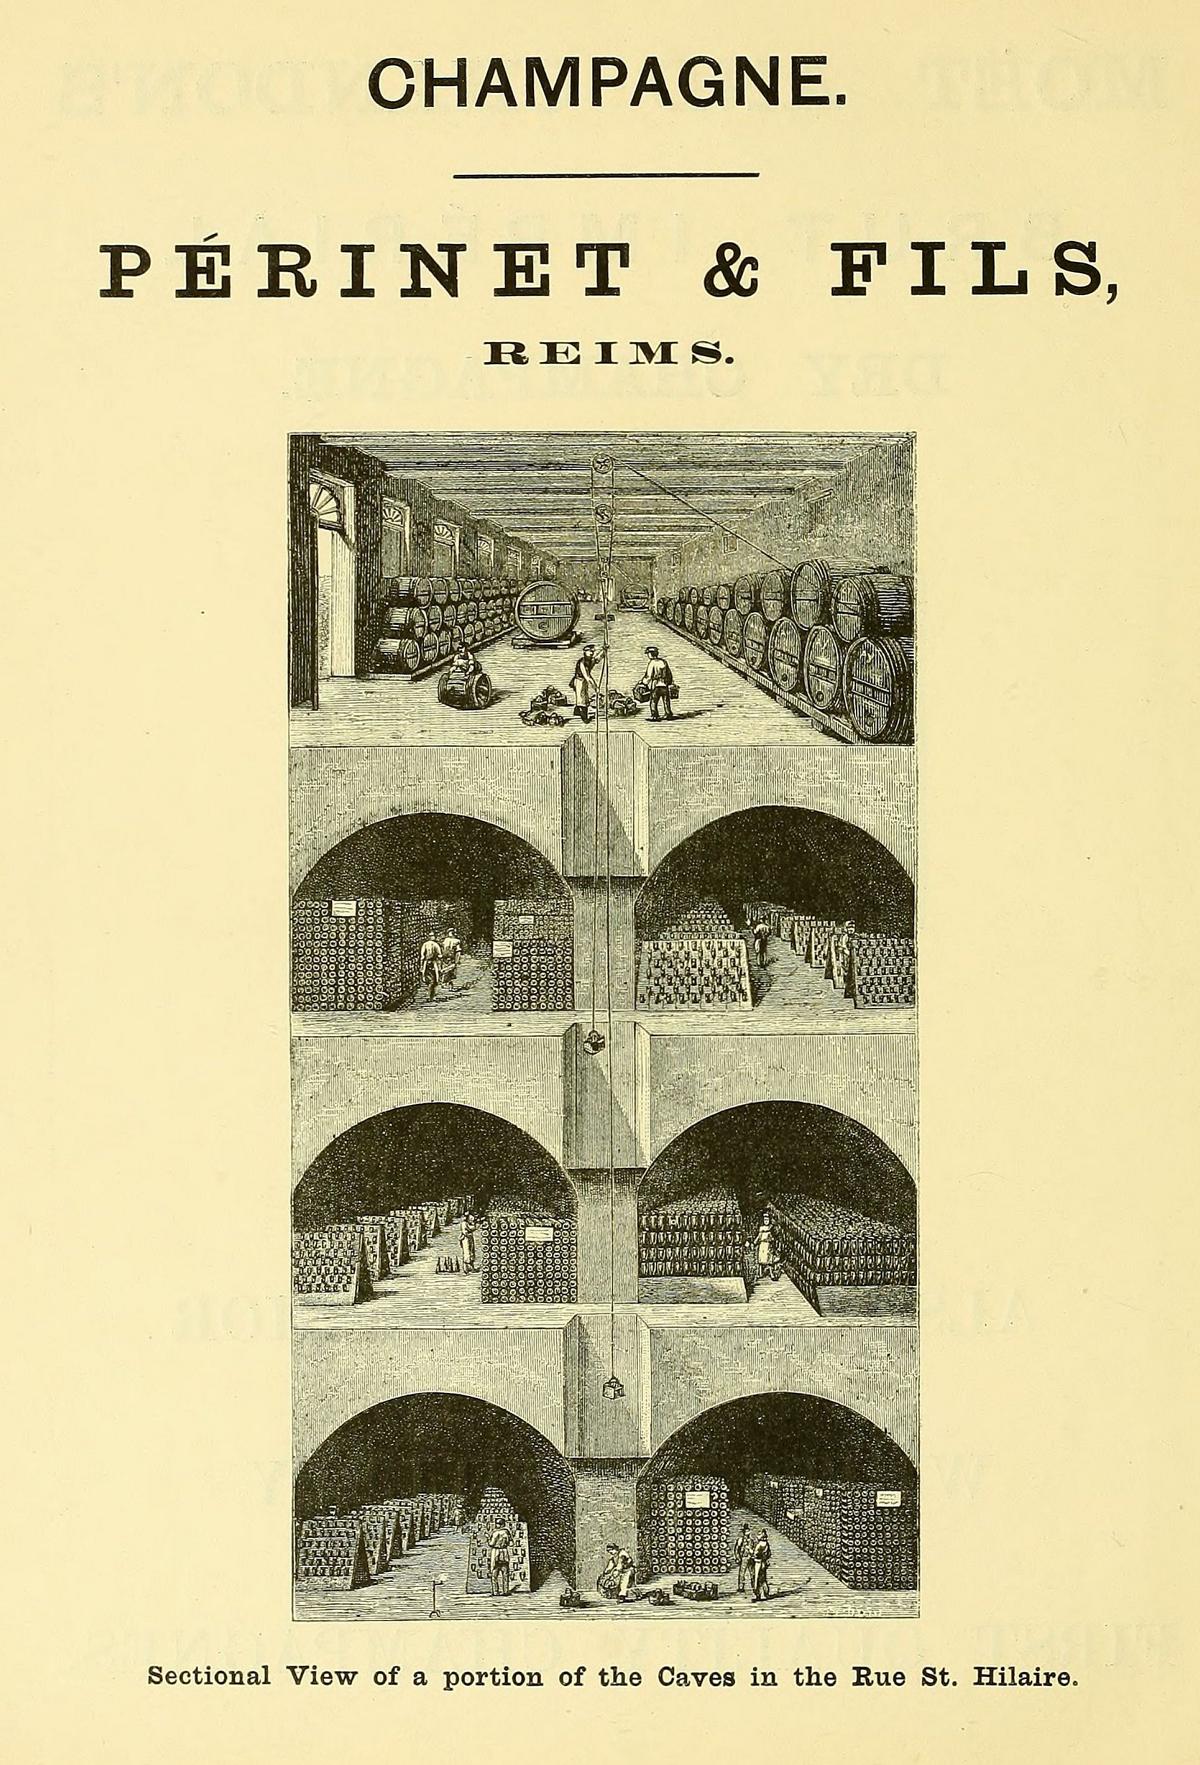 CHAMPAGNE.
PÉRINET & FILS,
REIMS.
Sectional View of a portion of the Caves in the Rue St. Hilaire.